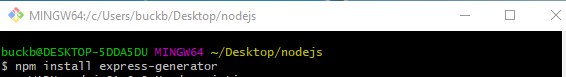 MINGW64:/c/Users/buckb/Desktop/nodejs
buckb@DESKTOP-5DDA5DU MINGW64 ~/Desktop/nodejs
$ npm install express-generator